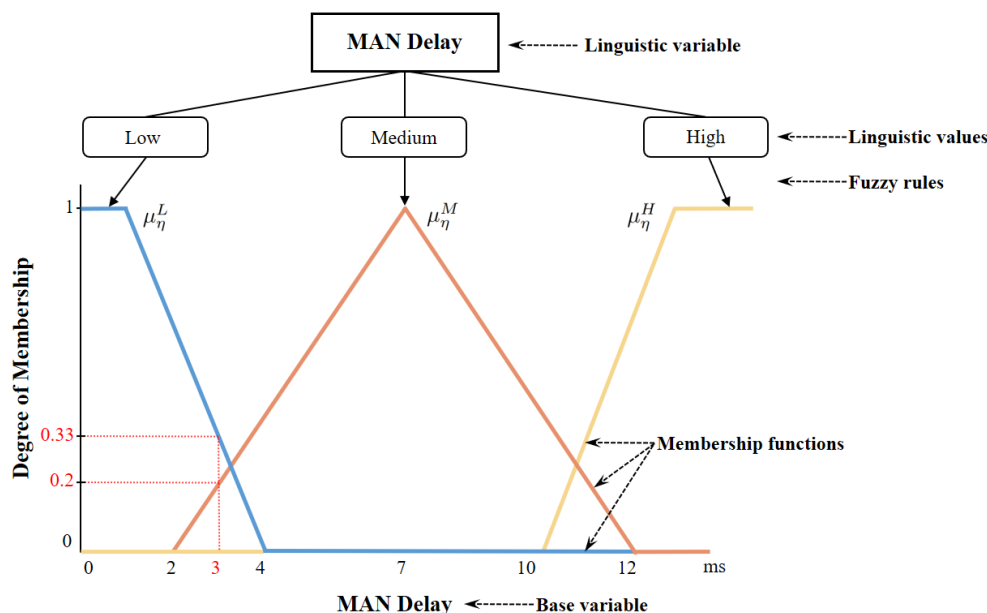 MAN Delay
Linguistic variable
Low
Medium
High
Linguistic values
Fuzzy rules
1
μ_η^L
μ_η^M
μ_η^H
Degree of Membership
0.33
0.2
0
Membership functions
0 2 3 4 7 10 12 ms
MAN Delay
Base variable